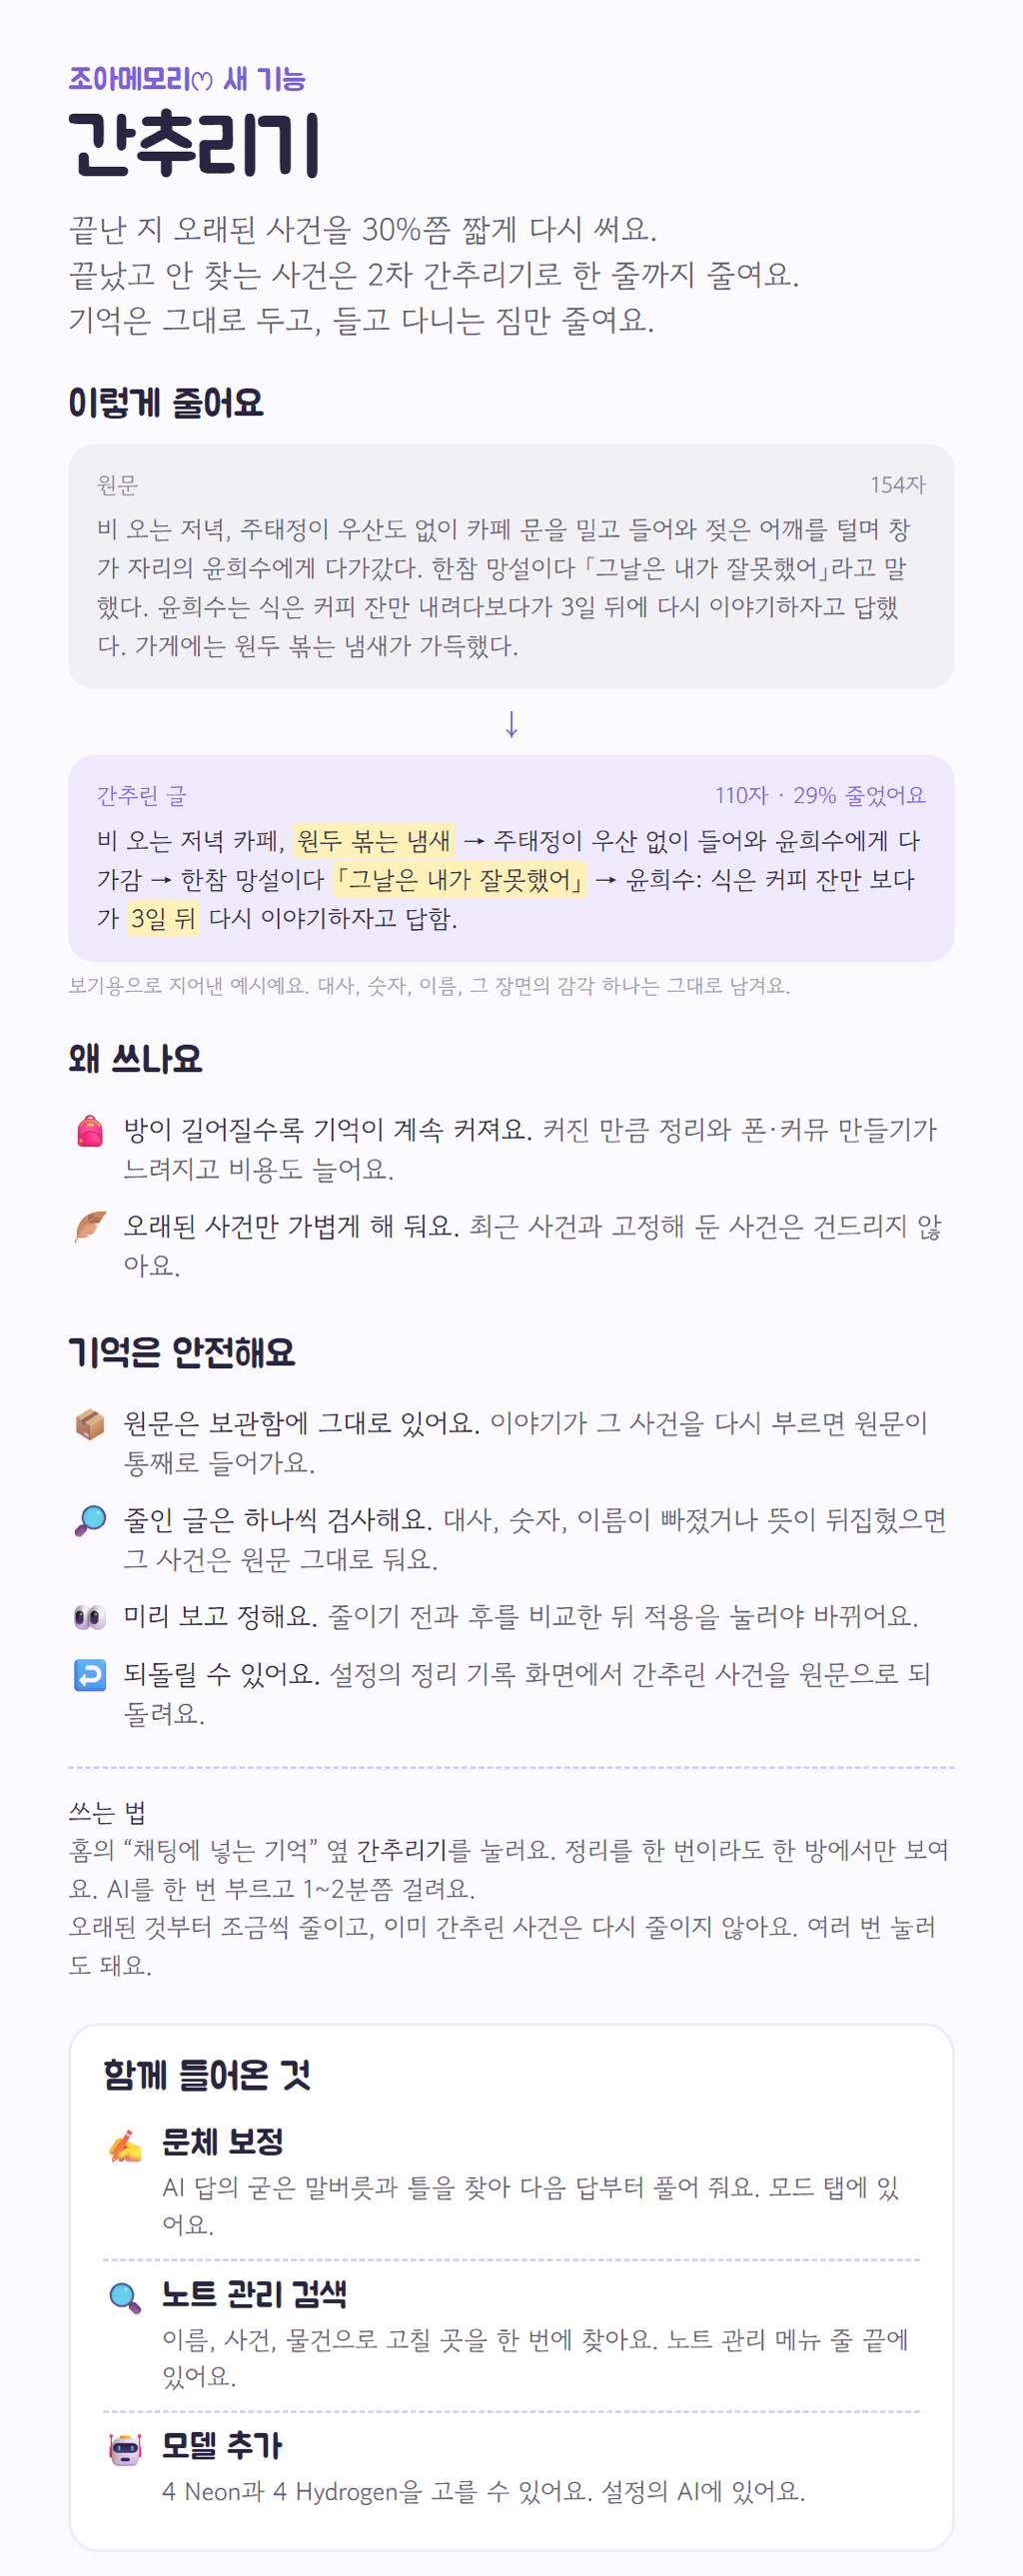 조아메모리♡ 새 기능
간추리기
끝난 지 오래된 사건을 30%쯤 짧게 다시 써요.
끝났고 안 찾는 사건은 2차 간추리기로 한 줄까지 줄여요.
기억은 그대로 두고, 들고 다니는 짐만 줄여요.
이렇게 줄어요
원문 154자
비 오는 저녁, 주태정이 우산도 없이 카페 문을 밀고 들어와 젖은 어깨를 털며 창
가 자리의 윤희수에게 다가갔다. 한참 망설이다 「그날은 내가 잘못했어」라고 말
했다. 윤희수는 식은 커피 잔만 내려다보다가 3일 뒤에 다시 이야기하자고 답했
다. 가게에는 원두 볶는 냄새가 가득했다.
↓
간추린 글 110자 · 29% 줄었어요
비 오는 저녁 카페, 원두 볶는 냄새 → 주태정이 우산 없이 들어와 윤희수에게 다
가감 → 한참 망설이다 「그날은 내가 잘못했어」 → 윤희수: 식은 커피 잔만 보다
가 3일 뒤 다시 이야기하자고 답함.
보기용으로 지어낸 예시예요. 대사, 숫자, 이름, 그 장면의 감각 하나는 그대로 남겨요.
왜 쓰나요
방이 길어질수록 기억이 계속 커져요. 커진 만큼 정리와 폰·커뮤 만들기가
느려지고 비용도 늘어요.
오래된 사건만 가볍게 해 둬요. 최근 사건과 고정해 둔 사건은 건드리지 않
아요.
기억은 안전해요
원문은 보관함에 그대로 있어요. 이야기가 그 사건을 다시 부르면 원문이
통째로 들어가요.
줄인 글은 하나씩 검사해요. 대사, 숫자, 이름이 빠졌거나 뜻이 뒤집혔으면
그 사건은 원문 그대로 둬요.
미리 보고 정해요. 줄이기 전과 후를 비교한 뒤 적용을 눌러야 바뀌어요.
되돌릴 수 있어요. 설정의 정리 기록 화면에서 간추린 사건을 원문으로 되
돌려요.
쓰는 법
홈의 “채팅에 넣는 기억” 옆 간추리기를 눌러요. 정리를 한 번이라도 한 방에서만 보여
요. AI를 한 번 부르고 1~2분쯤 걸려요.
오래된 것부터 조금씩 줄이고, 이미 간추린 사건은 다시 줄이지 않아요. 여러 번 눌러
도 돼요.
함께 들어온 것
문체 보정
AI 답의 굳은 말버릇과 틀을 찾아 다음 답부터 풀어 줘요. 모드 탭에 있
어요.
노트 관리 검색
이름, 사건, 물건으로 고칠 곳을 한 번에 찾아요. 노트 관리 메뉴 줄 끝에
있어요.
모델 추가
4 Neon과 4 Hydrogen을 고를 수 있어요. 설정의 AI에 있어요.